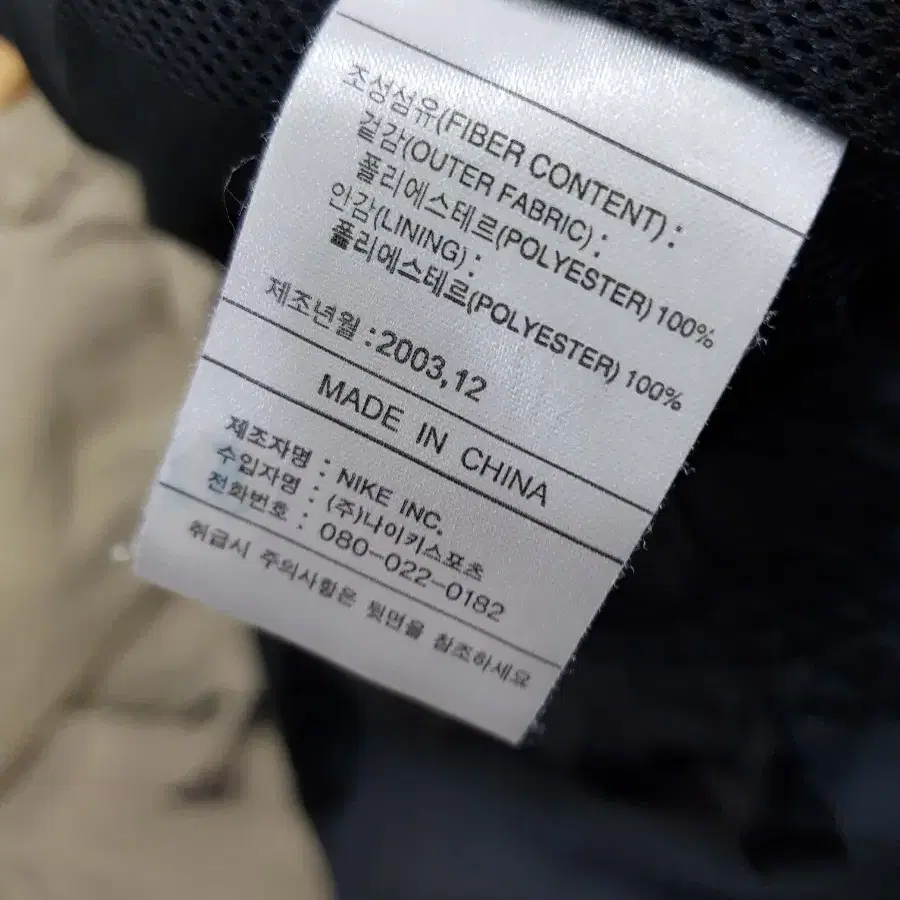 조성섬유(FIBER CONTENT) :
겉감(OUTER FABRIC) :
폴리에스테르(POLYESTER) 100%
안감(LINING) :
폴리에스테르(POLYESTER) 100%
제조년월 : 2003,12
MADE IN CHINA
제조자명 : NIKE INC.
수입자명 : (주)나이키스포츠
전화번호 : 080-022-0182
취급시 주의사항은 뒷면을 참조하세요